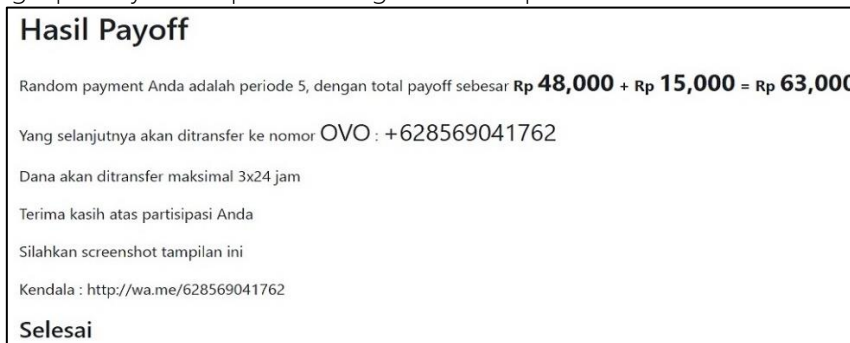 Hasil Payoff
Random payment Anda adalah periode 5, dengan total payoff sebesar Rp 48,000 + Rp 15,000 = Rp 63,000
Yang selanjutnya akan ditransfer ke nomor OVO : +628569041762
Dana akan ditransfer maksimal 3x24 jam
Terima kasih atas partisipasi Anda
Silahkan screenshot tampilan ini
Kendala : http://wa.me/628569041762
Selesai